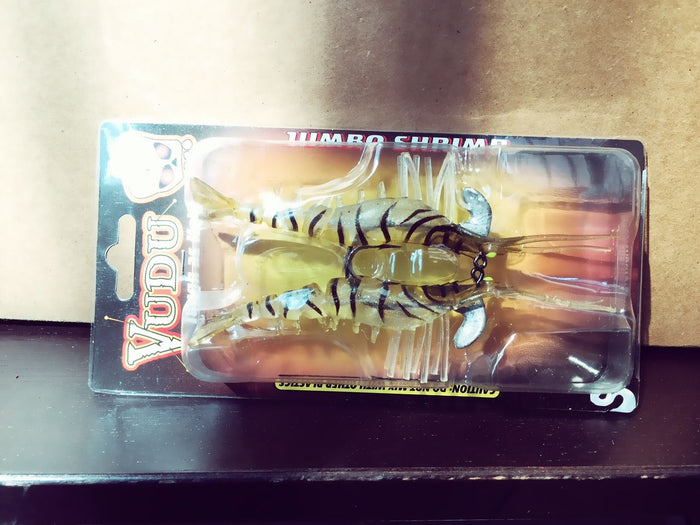 JUMBO SHRIMP
VUDU
CAUTION: DO NOT MIX WITH OTHER PLASTICS